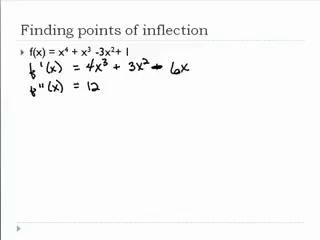 Finding points of inflection
f(x) = x⁴ + x³ -3x²+ 1
f'(x) = 4x³ + 3x² - 6x
f"(x) = 12